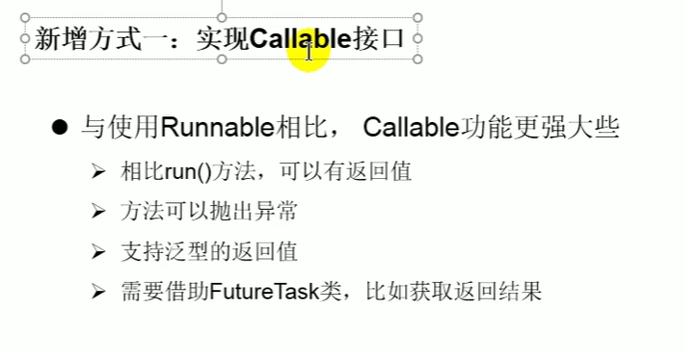 新增方式一：实现Callable接口
与使用Runnable相比， Callable功能更强大些
相比run()方法，可以有返回值
方法可以抛出异常
支持泛型的返回值
需要借助FutureTask类，比如获取返回结果